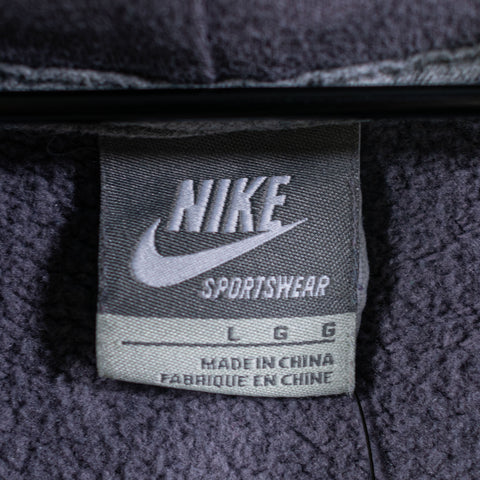 NIKE
SPORTSWEAR
L G G
MADE IN CHINA
FABRIQUE EN CHINE